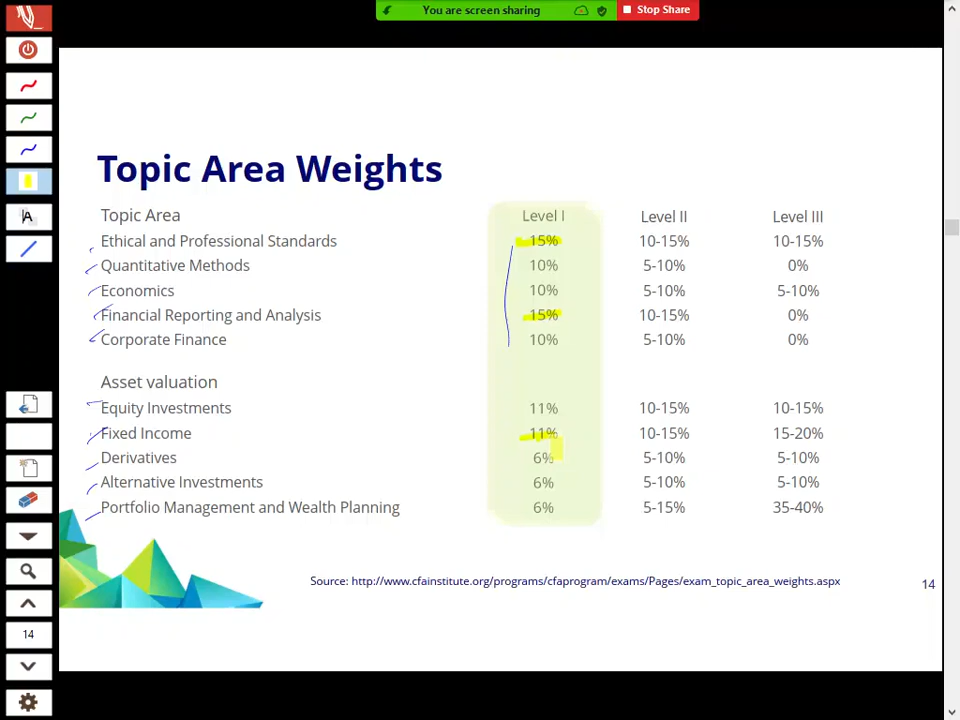 You are screen sharing
Stop Share
Topic Area Weights
Topic Area Level I Level II Level III
Ethical and Professional Standards 15% 10-15% 10-15%
Quantitative Methods 10% 5-10% 0%
Economics 10% 5-10% 5-10%
Financial Reporting and Analysis 15% 10-15% 0%
Corporate Finance 10% 5-10% 0%
Asset valuation
Equity Investments 11% 10-15% 10-15%
Fixed Income 11% 10-15% 15-20%
Derivatives 6% 5-10% 5-10%
Alternative Investments 6% 5-10% 5-10%
Portfolio Management and Wealth Planning 6% 5-15% 35-40%
Source: http://www.cfainstitute.org/programs/cfaprogram/exams/Pages/exam_topic_area_weights.aspx
14
A
14